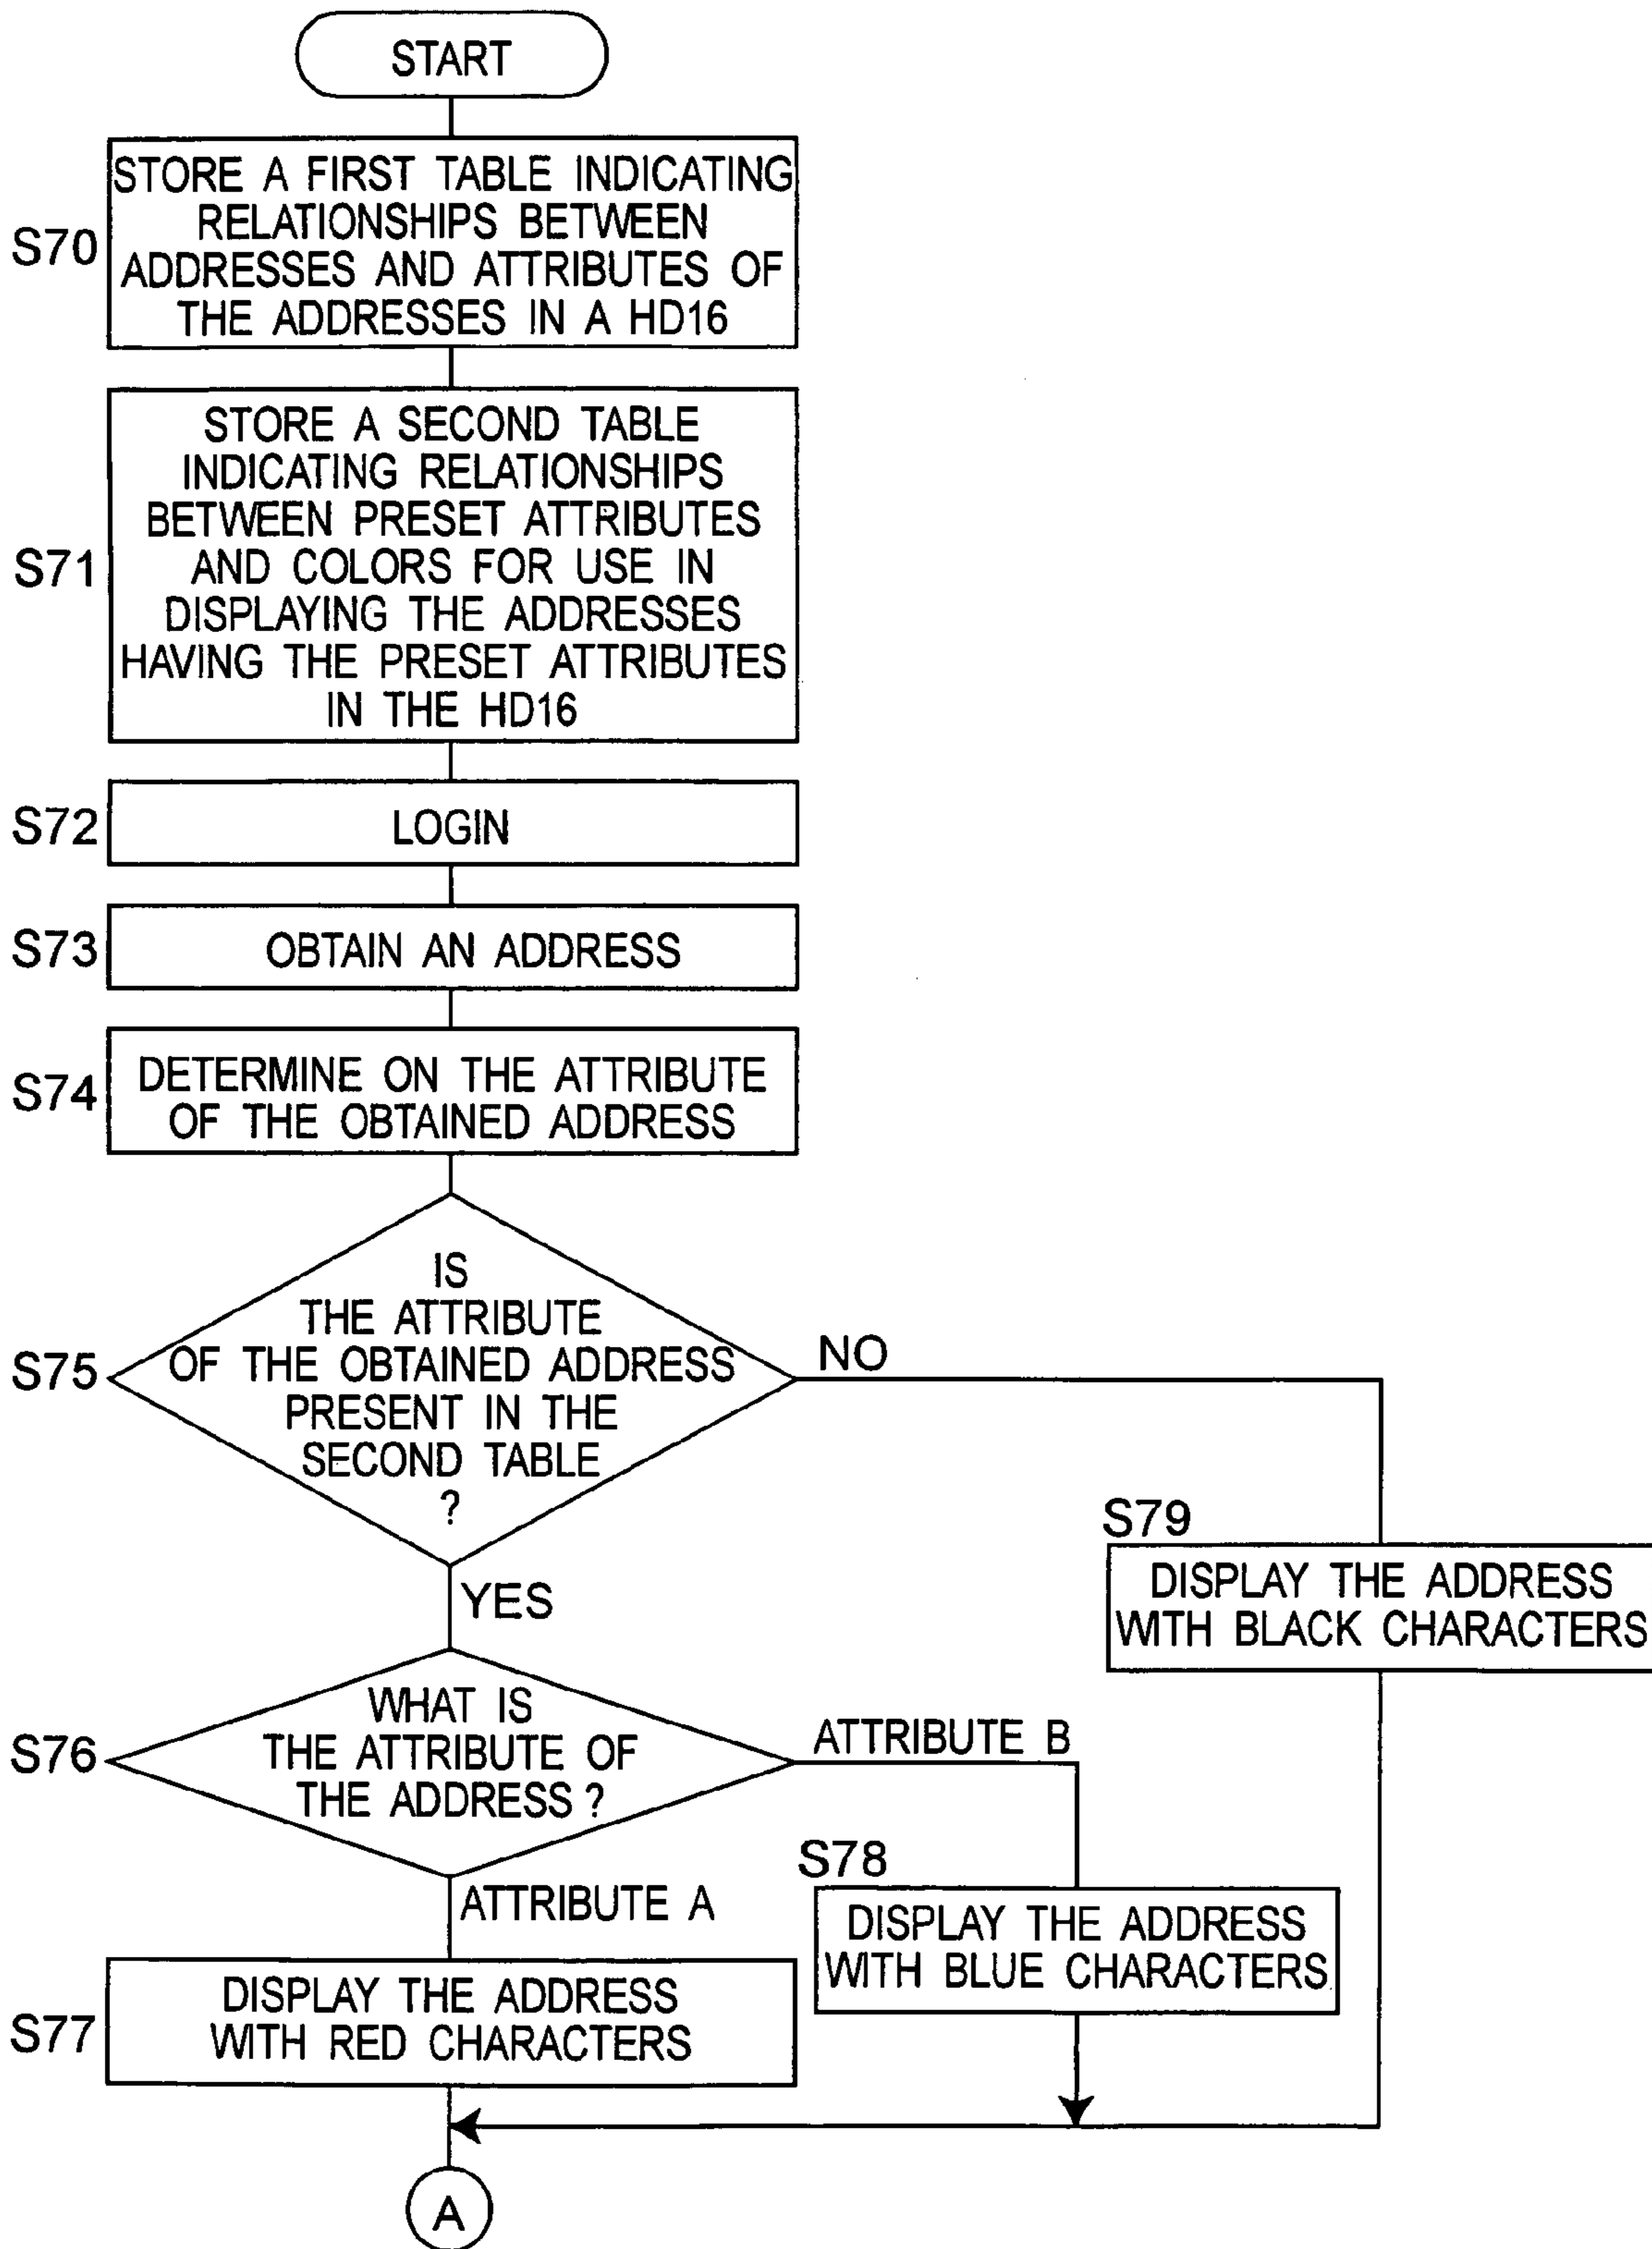 START
S70
STORE A FIRST TABLE INDICATING
RELATIONSHIPS BETWEEN
ADDRESSES AND ATTRIBUTES OF
THE ADDRESSES IN A HD16
S71
STORE A SECOND TABLE
INDICATING RELATIONSHIPS
BETWEEN PRESET ATTRIBUTES
AND COLORS FOR USE IN
DISPLAYING THE ADDRESSES
HAVING THE PRESET ATTRIBUTES
IN THE HD16
S72
LOGIN
S73
OBTAIN AN ADDRESS
S74
DETERMINE ON THE ATTRIBUTE
OF THE OBTAINED ADDRESS
S75
IS
THE ATTRIBUTE
OF THE OBTAINED ADDRESS
PRESENT IN THE
SECOND TABLE
?
NO
YES
S79
DISPLAY THE ADDRESS
WITH BLACK CHARACTERS
S76
WHAT IS
THE ATTRIBUTE OF
THE ADDRESS ?
ATTRIBUTE B
ATTRIBUTE A
S78
DISPLAY THE ADDRESS
WITH BLUE CHARACTERS
S77
DISPLAY THE ADDRESS
WITH RED CHARACTERS
A